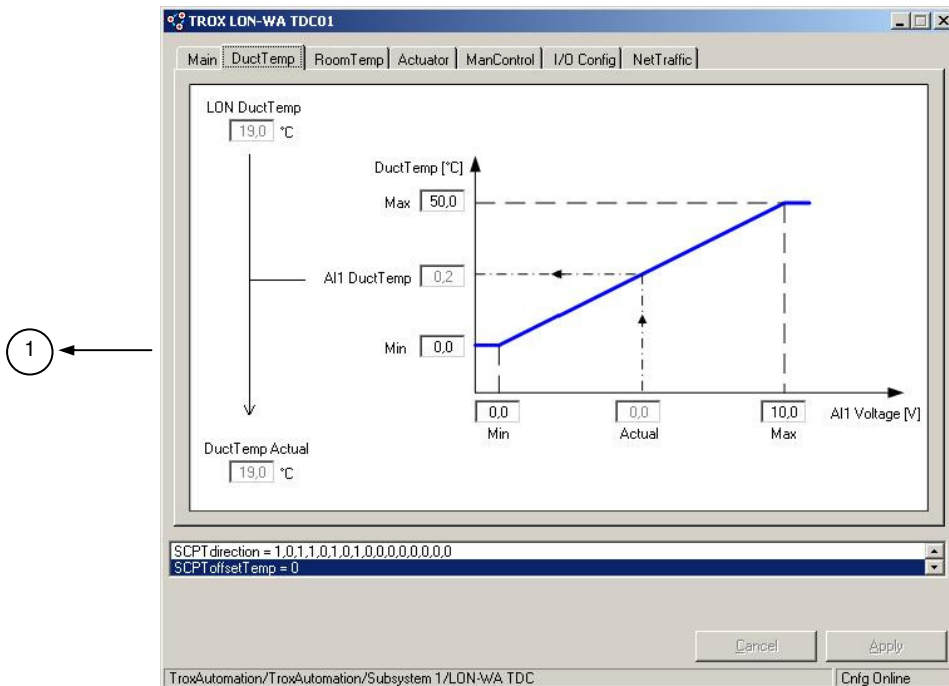 TROX LON-WA TDC01
Main DuctTemp RoomTemp Actuator ManControl I/O Config NetTraffic
LON DuctTemp
19,0 °C
DuctTemp [°C]
Max 50,0
AI1 DuctTemp 0,2
1
Min 0,0
0,0 0,0 10,0 AI1 Voltage [V]
Min Actual Max
DuctTemp Actual
19,0 °C
SCPTdirection = 1,0,1,1,0,1,0,1,0,0,0,0,0,0,0,0
SCPToffsetTemp = 0
Cancel Apply
TroxAutomation/TroxAutomation/Subsystem 1/LON-WA TDC Cnfg Online